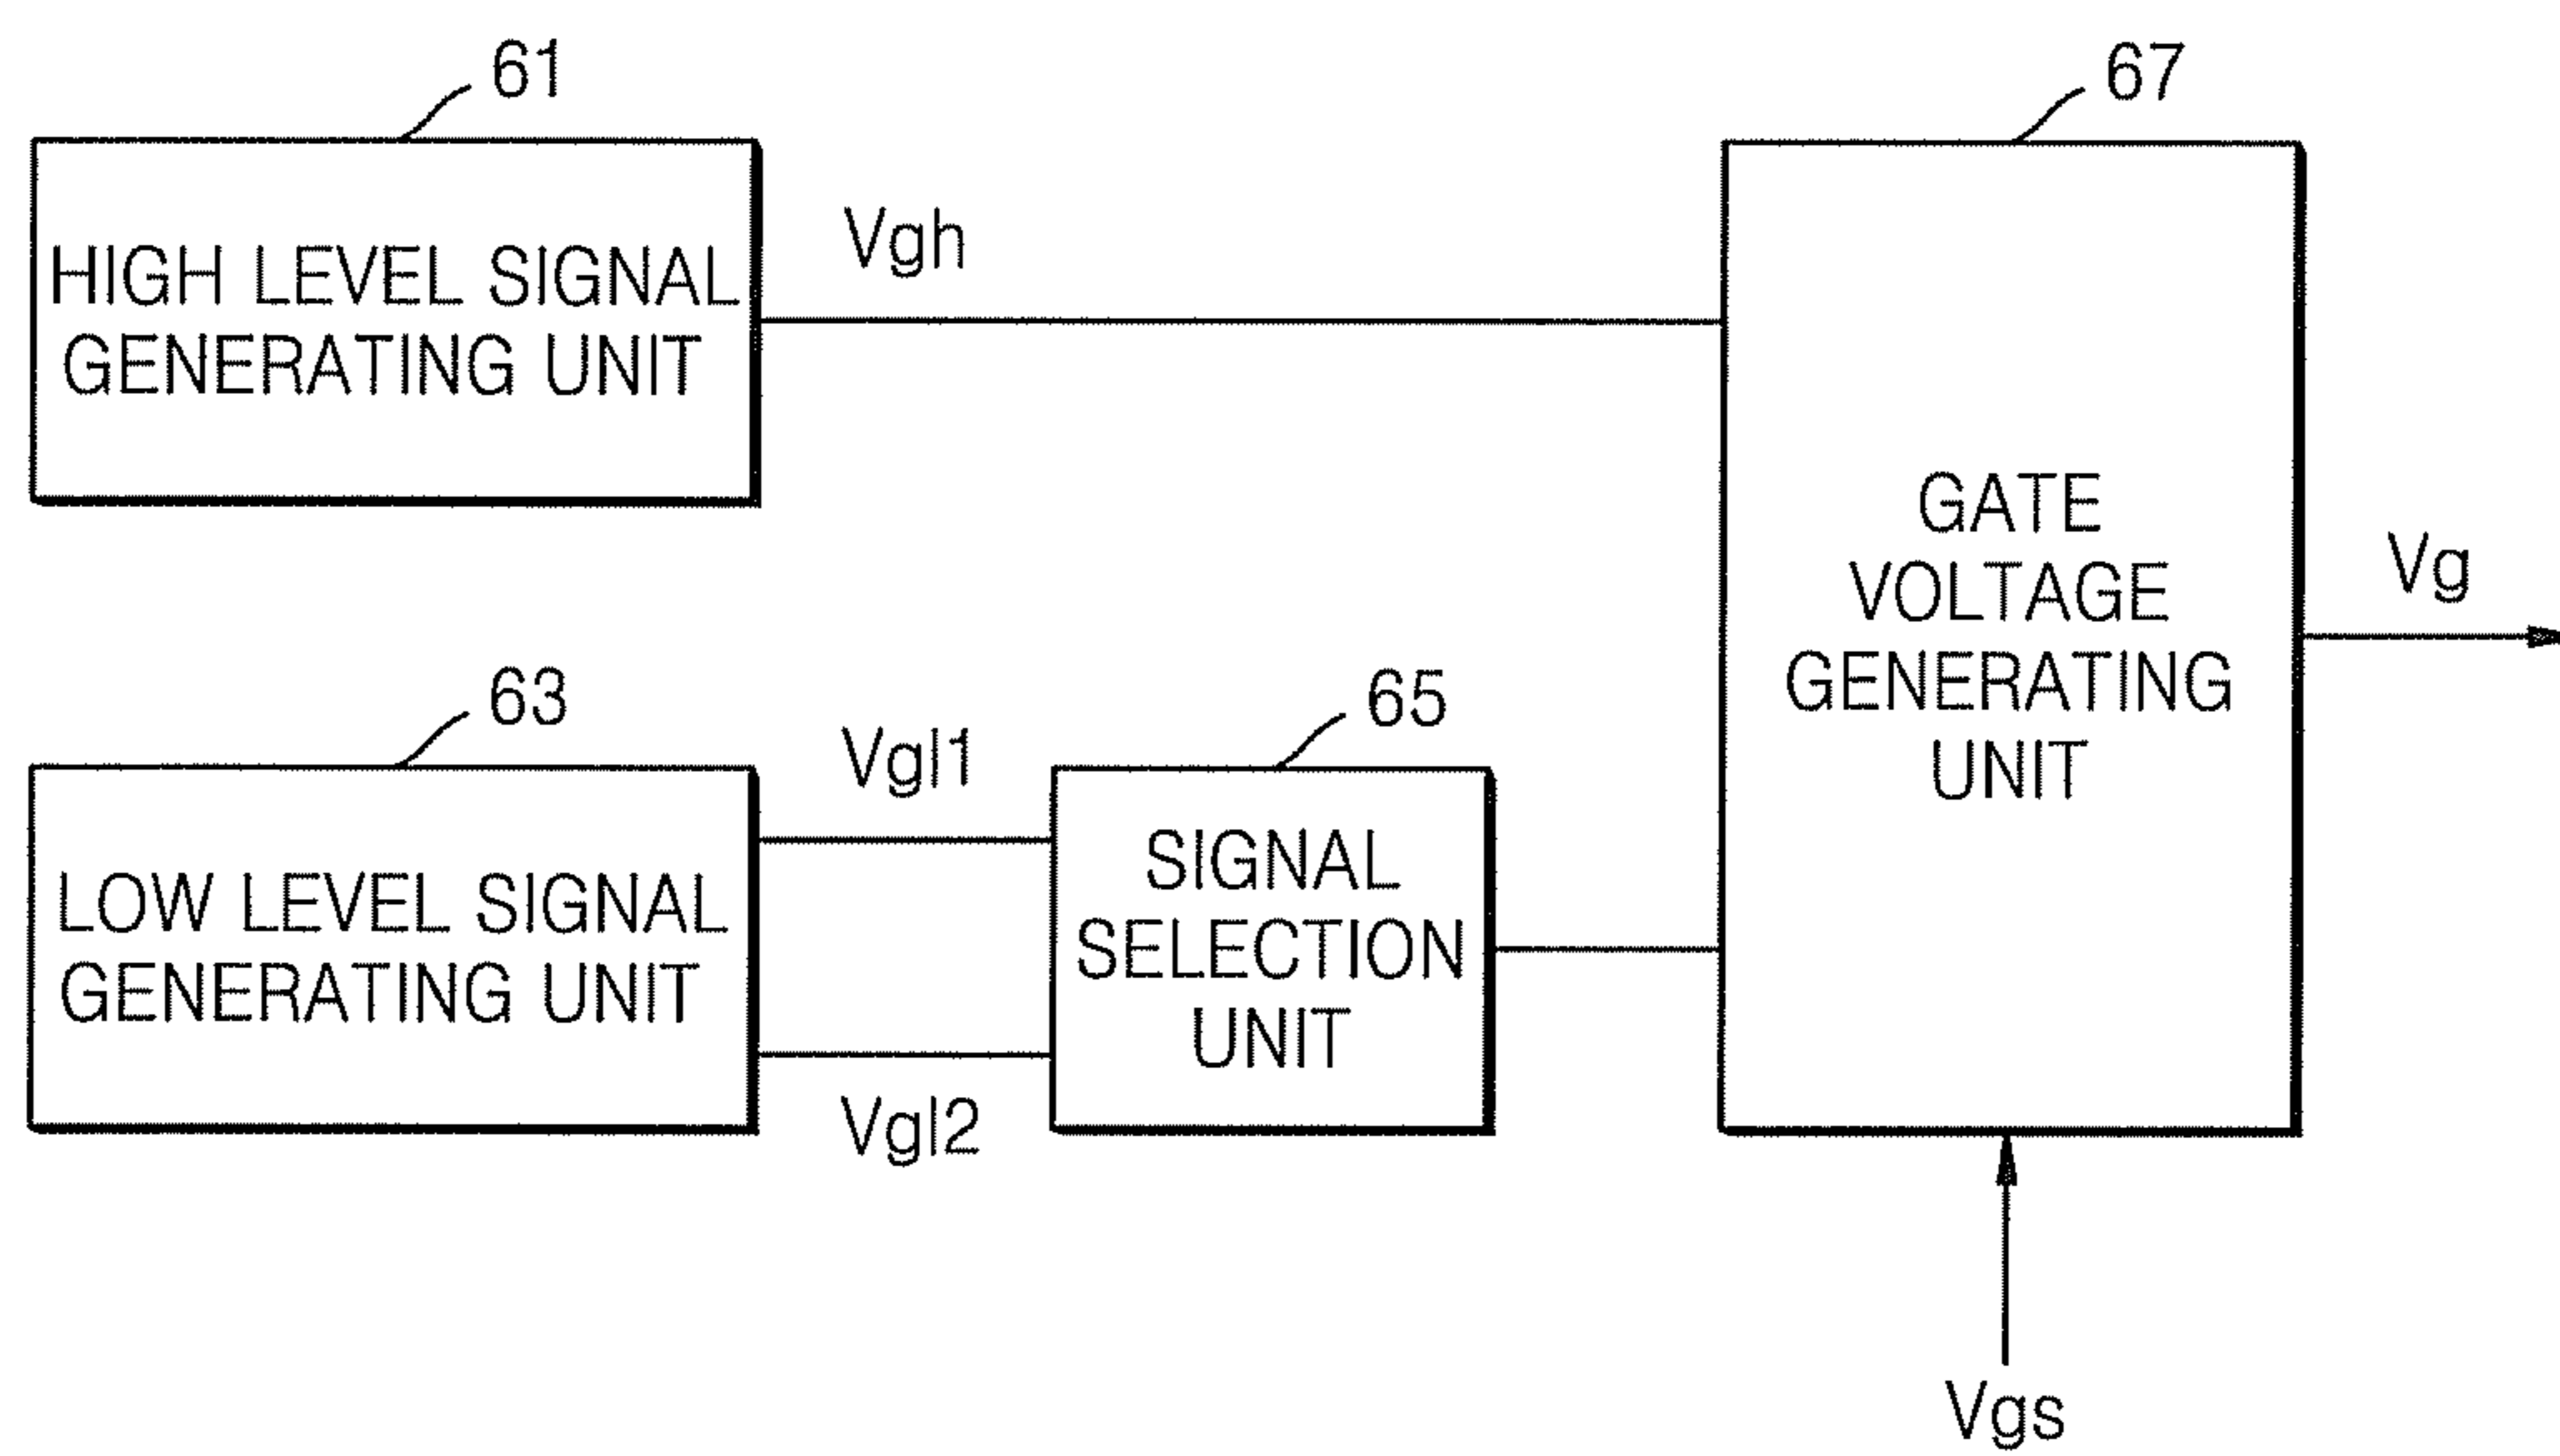 61
HIGH LEVEL SIGNAL
GENERATING UNIT
Vgh
67
GATE
VOLTAGE
GENERATING
UNIT
Vg
63
LOW LEVEL SIGNAL
GENERATING UNIT
Vgl1
Vgl2
65
SIGNAL
SELECTION
UNIT
Vgs